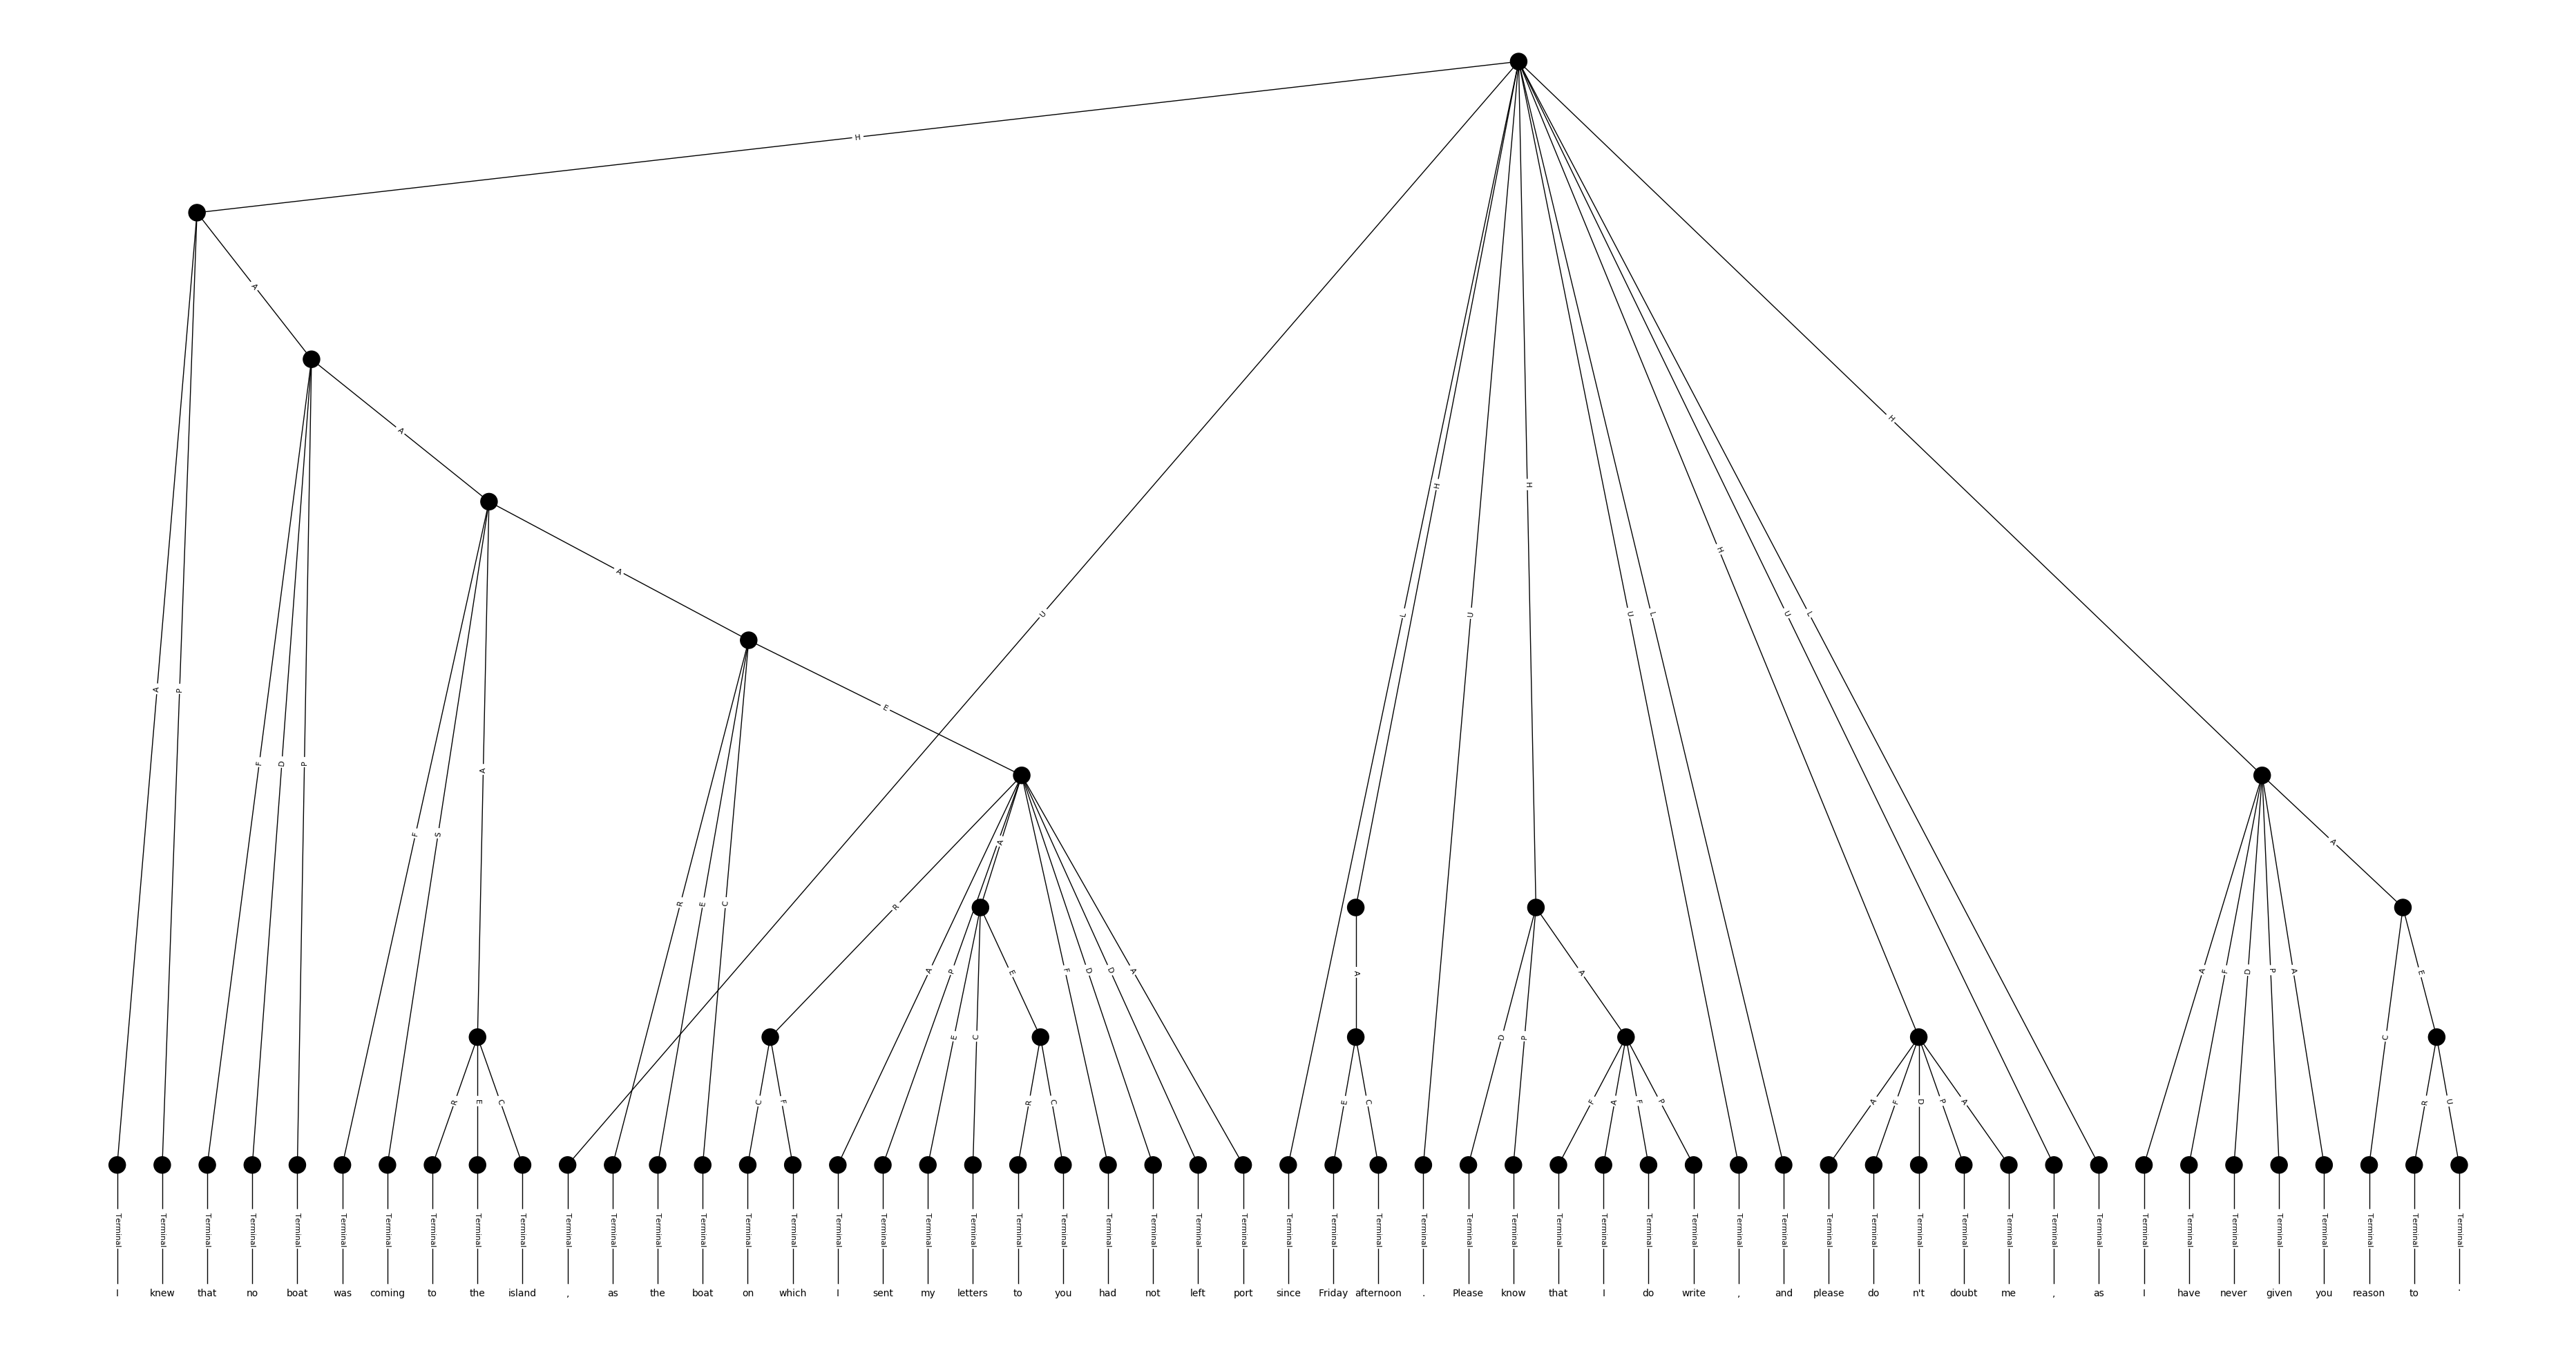 H
A
A
A
H
H
H
U
E
L
U
H
U
L
U
L
A P
F D P
F S A
R E C
R
A
A P
E C E
F D D A
A
D P A
A
F D P A
C E
R E C
C F
R C
E C
F A F P
A F D P A
R U
Terminal Terminal Terminal Terminal Terminal Terminal Terminal Terminal Terminal Terminal Terminal Terminal Terminal Terminal Terminal Terminal Terminal Terminal Terminal Terminal Terminal Terminal Terminal Terminal Terminal Terminal Terminal Terminal Terminal Terminal Terminal Terminal Terminal Terminal Terminal Terminal Terminal Terminal Terminal Terminal Terminal Terminal Terminal Terminal Terminal Terminal Terminal Terminal Terminal Terminal Terminal Terminal Terminal
I knew that no boat was coming to the island , as the boat on which I sent my letters to you had not left port since Friday afternoon . Please know that I do write , and please do n't doubt me , as I have never given you reason to